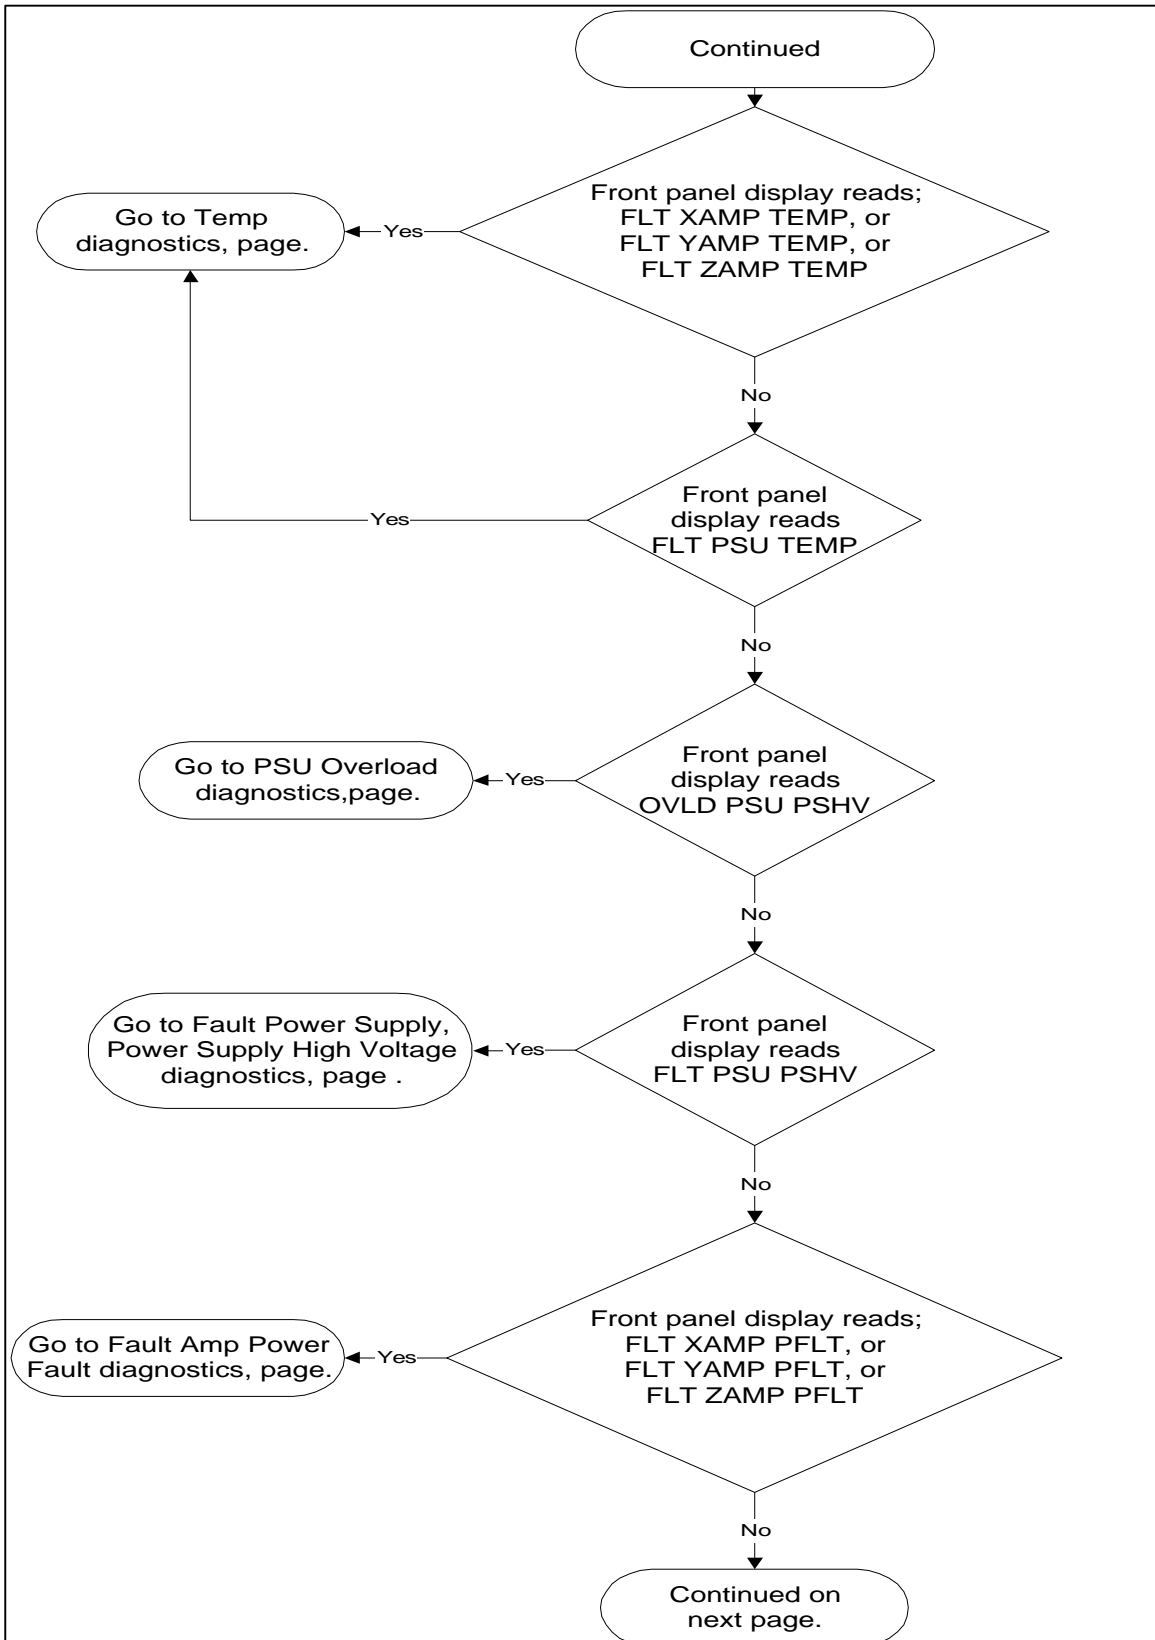 Continued
Front panel display reads;
FLT XAMP TEMP, or
FLT YAMP TEMP, or
FLT ZAMP TEMP
Yes
Go to Temp
diagnostics, page.
No
Front panel
display reads
FLT PSU TEMP
Yes
No
Front panel
display reads
OVLD PSU PSHV
Yes
Go to PSU Overload
diagnostics,page.
No
Front panel
display reads
FLT PSU PSHV
Yes
Go to Fault Power Supply,
Power Supply High Voltage
diagnostics, page .
No
Front panel display reads;
FLT XAMP PFLT, or
FLT YAMP PFLT, or
FLT ZAMP PFLT
Yes
Go to Fault Amp Power
Fault diagnostics, page.
No
Continued on
next page.